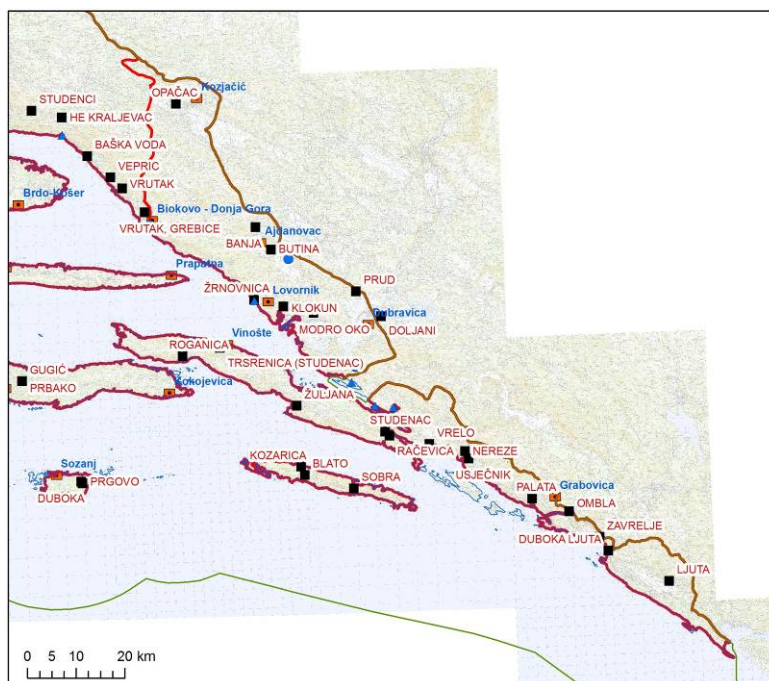 Kozjačić
OPAČAC
STUDENCI
HE KRALJEVAC
BAŠKA VODA
VEPRIC
VRUTAK
Brdo-Košer
Biokovo - Donja Gora
VRUTAK, GREBICE
Ajdanovac
BANJA
BUTINA
Prapatna
PRUD
ŽRNOVNICA
Lovornik
KLOKUN
Dubravica
MODRO OKO
DOLJANI
Vinošte
ROGANICA
TRSRENICA (STUDENAC)
GUGIĆ
PRBAKO
ŽULJANA
STUDENAC
RAČEVICA
VRELO
NEREZE
KOZARICA
BLATO
USJEČNIK
Sozanj
SOBRA
PRGOVO
PALATA
Grabovica
DUBOKA
OMBLA
ZAVRELJE
DUBOKA LJUTA
LJUTA
0 5 10 20 km